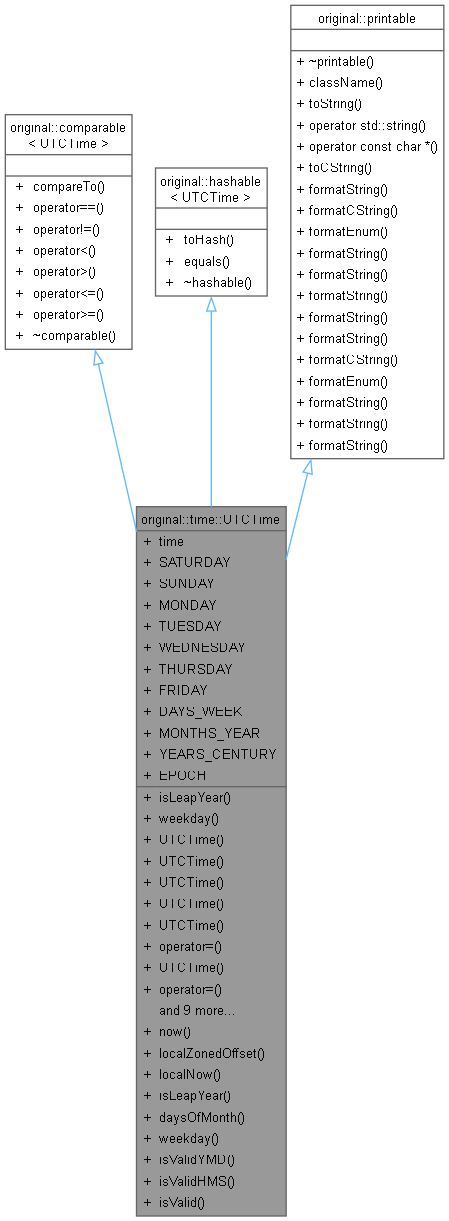 original::printable
+ ~printable()
+ className()
+ toString()
+ operator std::string()
+ operator const char *()
+ toCString()
+ formatString()
+ formatCString()
+ formatEnum()
+ formatString()
+ formatString()
+ formatString()
+ formatString()
+ formatString()
+ formatCString()
+ formatEnum()
+ formatString()
+ formatString()
+ formatString()
original::comparable
< UTCTime >
+ compareTo()
+ operator==()
+ operator!=()
+ operator<()
+ operator>()
+ operator<=()
+ operator>=()
+ ~comparable()
original::hashable
< UTCTime >
+ toHash()
+ equals()
+ ~hashable()
original::time::UTCTime
+ time
+ SATURDAY
+ SUNDAY
+ MONDAY
+ TUESDAY
+ WEDNESDAY
+ THURSDAY
+ FRIDAY
+ DAYS_WEEK
+ MONTHS_YEAR
+ YEARS_CENTURY
+ EPOCH
+ isLeapYear()
+ weekday()
+ UTCTime()
+ UTCTime()
+ UTCTime()
+ UTCTime()
+ UTCTime()
+ operator=()
+ UTCTime()
+ operator=()
and 9 more...
+ now()
+ localZonedOffset()
+ localNow()
+ isLeapYear()
+ daysOfMonth()
+ weekday()
+ isValidYMD()
+ isValidHMS()
+ isValid()